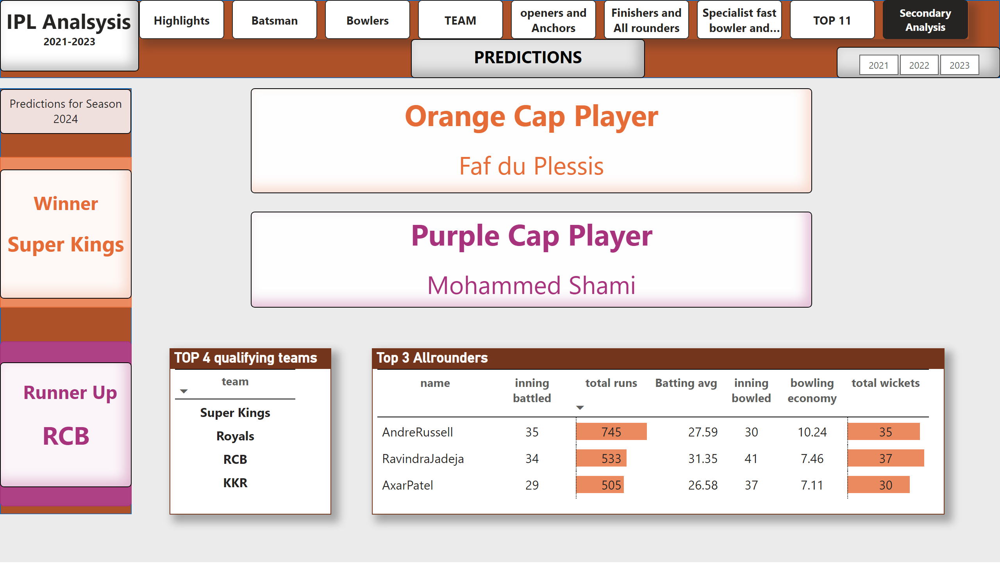 IPL Analsysis
2021-2023
Highlights
Batsman
Bowlers
TEAM
openers and
Anchors
Finishers and
All rounders
Specialist fast
bowler and...
TOP 11
Secondary
Analysis
PREDICTIONS
2021 2022 2023
Predictions for Season
2024
Winner
Super Kings
Runner Up
RCB
Orange Cap Player
Faf du Plessis
Purple Cap Player
Mohammed Shami
TOP 4 qualifying teams
team
Super Kings
Royals
RCB
KKR
Top 3 Allrounders
name inning battled total runs Batting avg inning bowled bowling economy total wickets
AndreRussell 35 745 27.59 30 10.24 35
RavindraJadeja 34 533 31.35 41 7.46 37
AxarPatel 29 505 26.58 37 7.11 30